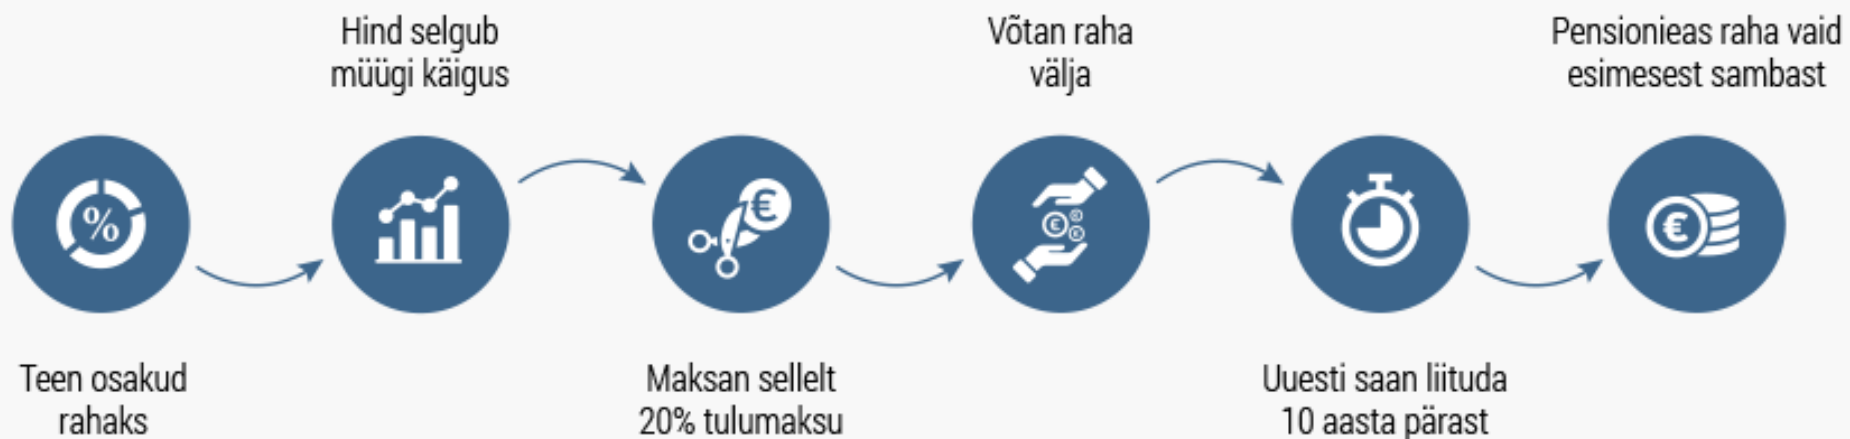 Teen osakud
rahaks
Hind selgub
müügi käigus
Maksan sellelt
20% tulumaksu
Võtan raha
välja
Uuesti saan liituda
10 aasta pärast
Pensionieas raha vaid
esimesest sambast
%
€
€
€
€
€